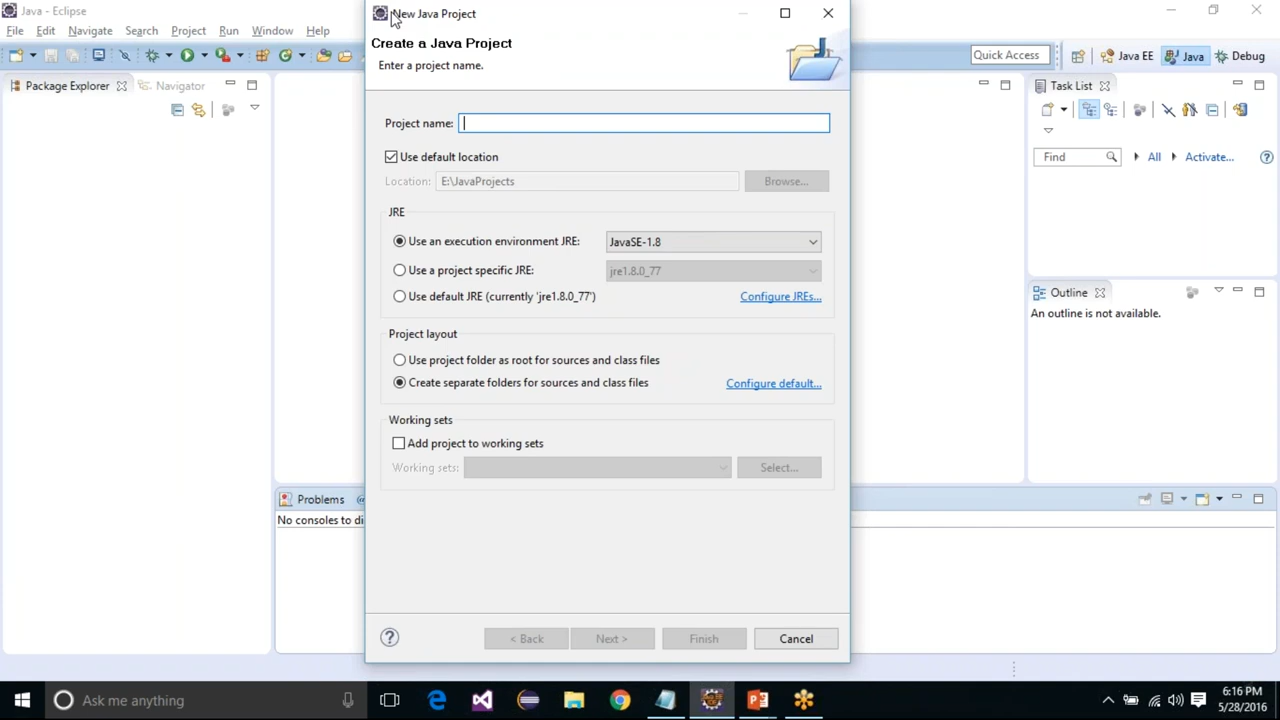 Java - Eclipse
New Java Project
File Edit Navigate Search Project Run Window Help
Create a Java Project
Enter a project name.
Quick Access
Java EE
Java
Debug
Package Explorer
Navigator
Task List
Project name:
Use default location
Find
All
Activate...
Location: E:\JavaProjects
Browse...
JRE
Use an execution environment JRE:
JavaSE-1.8
Use a project specific JRE:
jre1.8.0_77
Use default JRE (currently 'jre1.8.0_77')
Configure JREs...
Outline
An outline is not available.
Project layout
Use project folder as root for sources and class files
Create separate folders for sources and class files
Configure default...
Working sets
Add project to working sets
Working sets:
Select...
Problems
No consoles to di
< Back
Next >
Finish
Cancel
Ask me anything
6:16 PM
5/28/2016